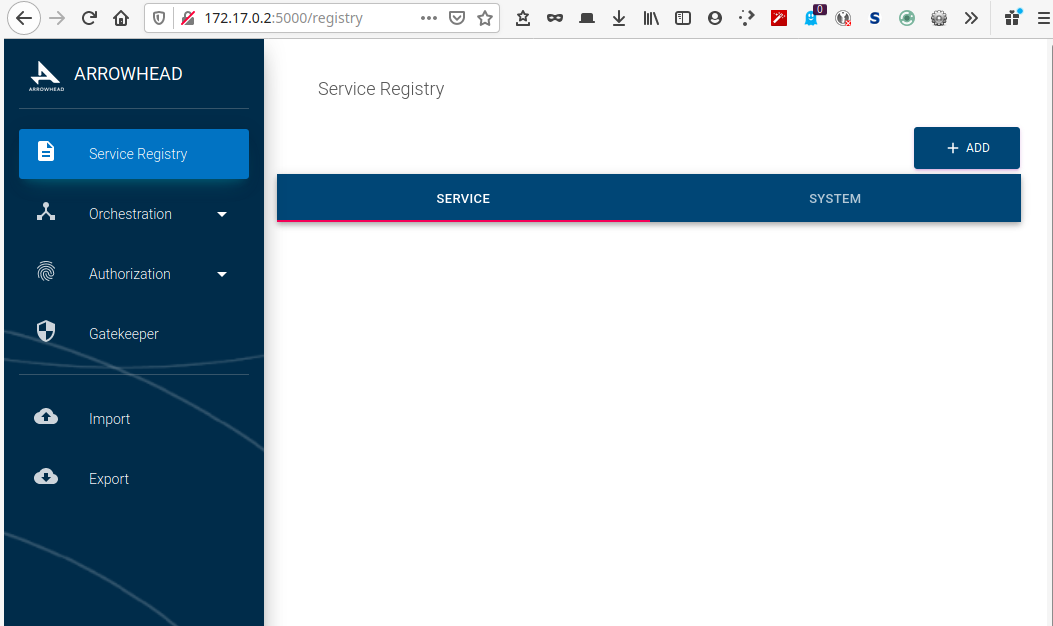 172.17.0.2:5000/registry
S
0
ARROWHEAD
ARROWHEAD
Service Registry
Orchestration
Authorization
Gatekeeper
Import
Export
Service Registry
+ ADD
SERVICE
SYSTEM